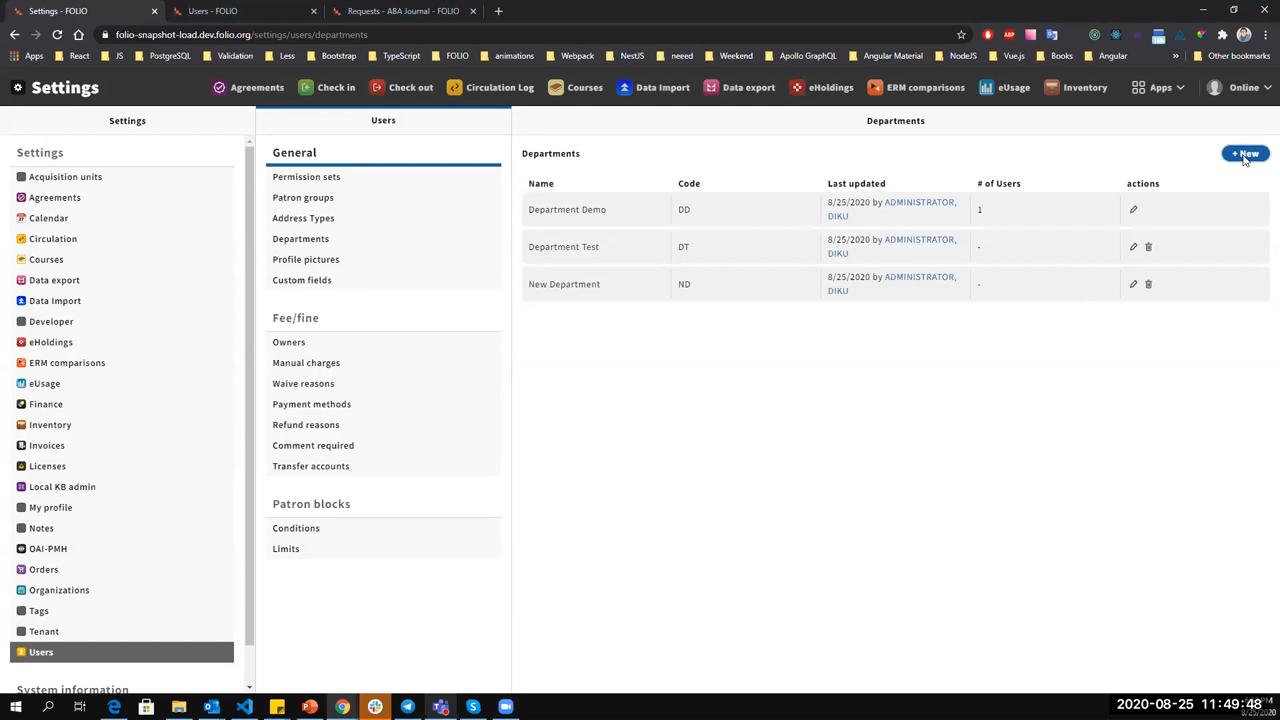 Settings - FOLIO
Users - FOLIO
Requests - ABA Journal - FOLIO
folio-snapshot-load.dev.folio.org/settings/users/departments
Apps React JS PostgreSQL Validation Less Bootstrap TypeScript animations NestUS need Weekend Apollo GraphQL Angular Material NodeJS Vue.js Books Other bookmarks
Settings Agreements Check in Check out Circulation Log Courses Data Import Data export eHoldings ERM comparisons eUsage Inventory Apps Online
Settings
Users
Departments
Settings
Acquisition units
Agreements
Calendar
Circulation
Courses
Data export
Data Import
Developer
eHoldings
ERM comparisons
eUsage
Finance
Inventory
Invoices
Licenses
Local KB admin
My profile
Notes
OAI-PMH
Orders
Organizations
Tags
Tenant
Users
System information
General
Permission sets
Patron groups
Address Types
Departments
Profile pictures
Custom fields
Fee/fine
Owners
Manual charges
Waive reasons
Payment methods
Refund reasons
Comment required
Transfer accounts
Patron blocks
Conditions
Limits
Departments
+ New
Name Code Last updated # of Users actions
Department Demo DD 8/25/2020 by ADMINISTRATOR, DIKU 1
Department Test DT 8/25/2020 by ADMINISTRATOR, DIKU -
New Department ND 8/25/2020 by ADMINISTRATOR, DIKU -
2020-08-25 11:49:48